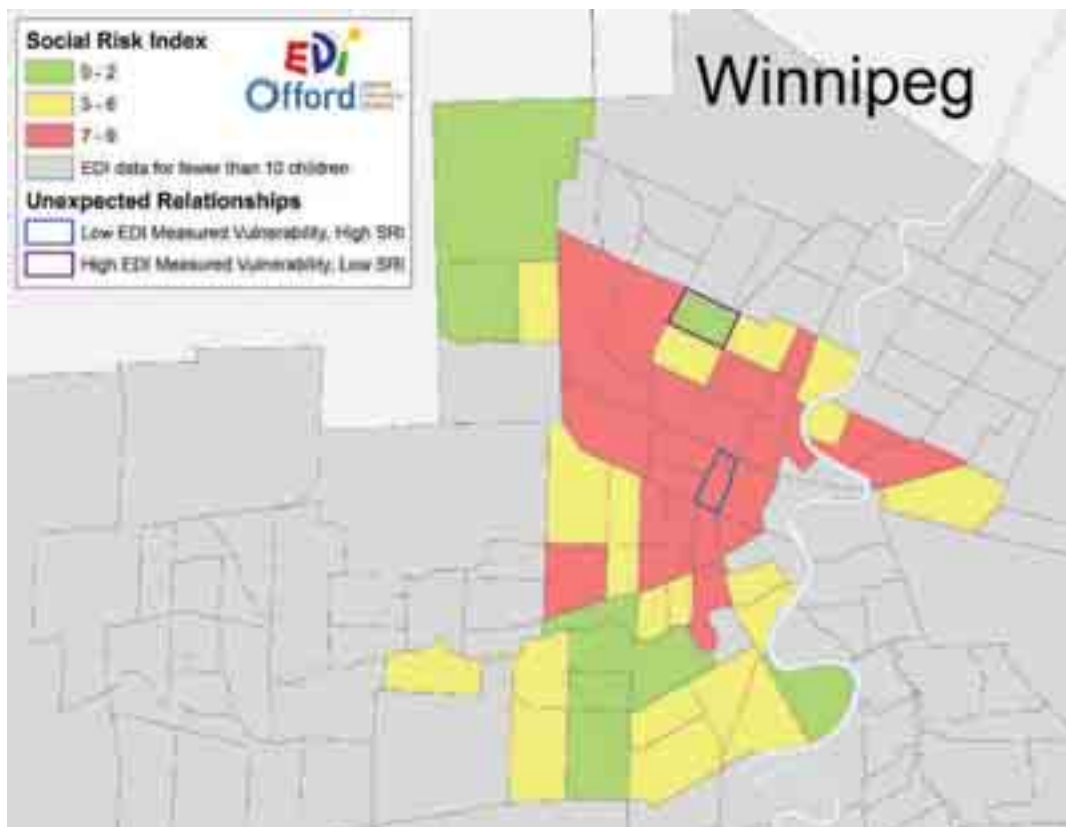 Social Risk Index
EDi
0 - 2
Offord
3 - 6
7 - 9
EDI data for fewer than 10 children
Unexpected Relationships
Low EDI Measured Vulnerability, High SRI
High EDI Measured Vulnerability, Low SRI
Winnipeg